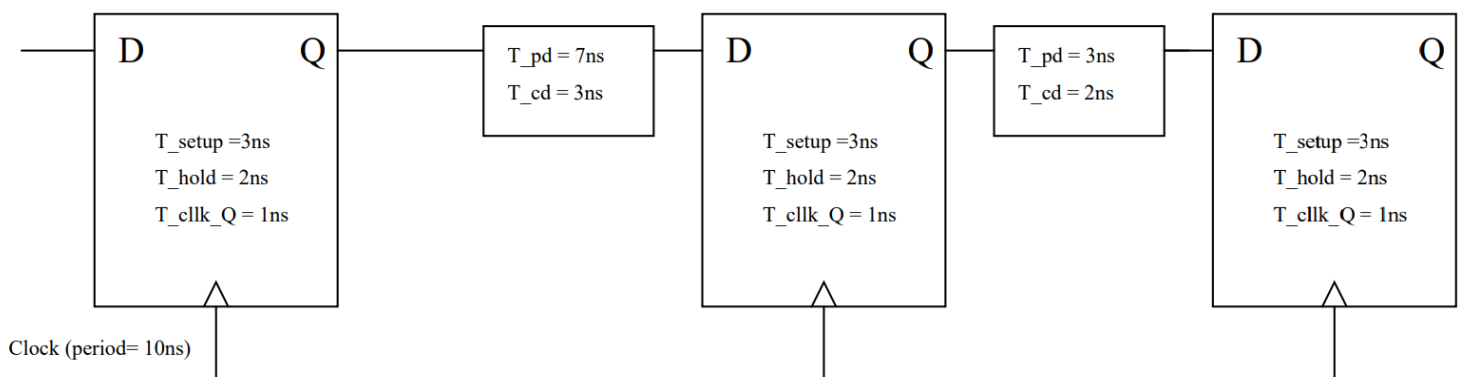 D
Q
T_setup =3ns
T_hold = 2ns
T_cllk_Q = 1ns
T_pd = 7ns
T_cd = 3ns
D
Q
T_setup =3ns
T_hold = 2ns
T_cllk_Q = 1ns
T_pd = 3ns
T_cd = 2ns
D
Q
T_setup =3ns
T_hold = 2ns
T_cllk_Q = 1ns
Clock (period= 10ns)